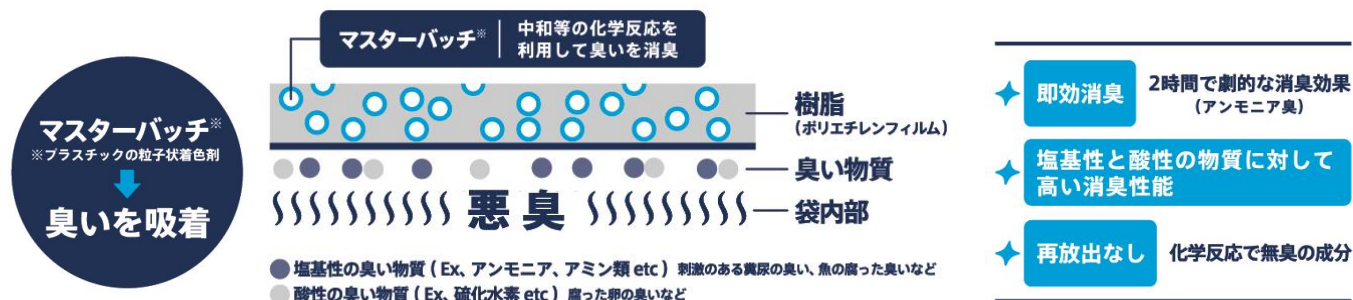 マスターバッチ※
※プラスチックの粒子状着色剤
臭いを吸着
マスターバッチ※
中和等の化学反応を
利用して臭いを消臭
樹脂
(ポリエチレンフィルム)
臭い物質
悪臭
袋内部
塩基性の臭い物質 ( Ex、アンモニア、アミン類 etc ) 刺激のある糞尿の臭い、魚の腐った臭いなど
酸性の臭い物質 ( Ex、硫化水素 etc ) 腐った卵の臭いなど
即効消臭
2時間で劇的な消臭効果
(アンモニア臭)
塩基性と酸性の物質に対して
高い消臭性能
再放出なし
化学反応で無臭の成分